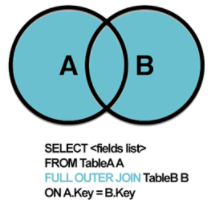 A B
SELECT <fields list>
FROM TableA A
FULL OUTER JOIN TableB B
ON A.Key = B.Key